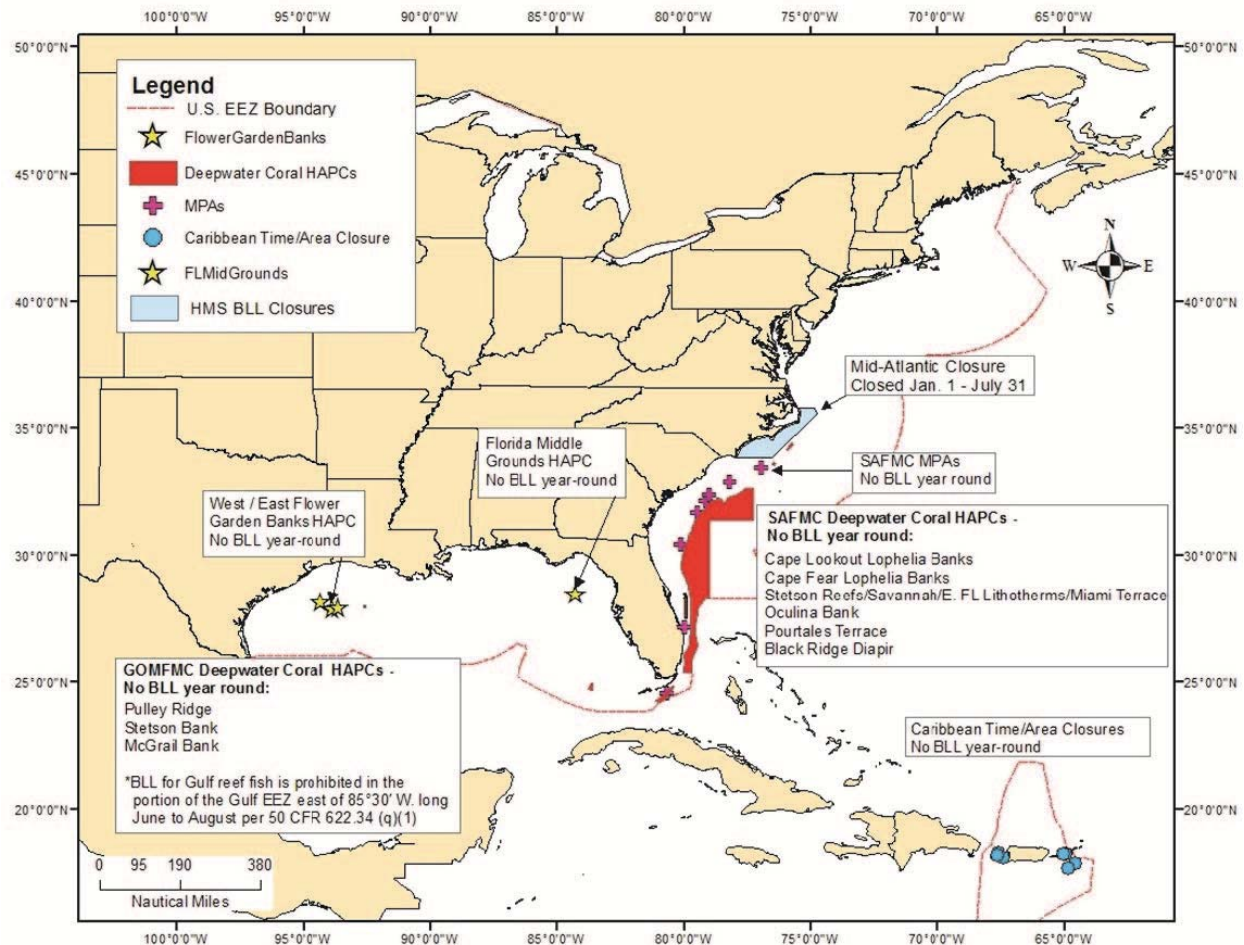 100°0'0"W 95°0'0"W 90°0'0"W 85°0'0"W 80°0'0"W 75°0'0"W 70°0'0"W 65°0'0"W
50°0'0"N 50°0'0"N
Legend
U.S. EEZ Boundary
FlowerGardenBanks
Deepwater Coral HAPCs
MPAs
Caribbean Time/Area Closure
FLMidGrounds
HMS BLL Closures
45°0'0"N 45°0'0"N
N
W E
S
40°0'0"N 40°0'0"N
Mid-Atlantic Closure
Closed Jan. 1 - July 31
35°0'0"N 35°0'0"N
Florida Middle
Grounds HAPC
No BLL year-round
SAFMC MPAs
No BLL year round
West / East Flower
Garden Banks HAPC
No BLL year-round
30°0'0"N 30°0'0"N
SAFMC Deepwater Coral HAPCs -
No BLL year round:
Cape Lookout Lophelia Banks
Cape Fear Lophelia Banks
Stetson Reefs/Savannah/E. FL Lithotherms/Miami Terrace
Oculina Bank
Pourtales Terrace
Black Ridge Diapir
25°0'0"N 25°0'0"N
GOMFMC Deepwater Coral HAPCs -
No BLL year round:
Pulley Ridge
Stetson Bank
McGrail Bank
*BLL for Gulf reef fish is prohibited in the
portion of the Gulf EEZ east of 85°30' W. long
June to August per 50 CFR 622.34 (q)(1)
Caribbean Time/Area Closures
No BLL year-round
20°0'0"N 20°0'0"N
0 95 190 380
Nautical Miles
100°0'0"W 95°0'0"W 90°0'0"W 85°0'0"W 80°0'0"W 75°0'0"W 70°0'0"W 65°0'0"W